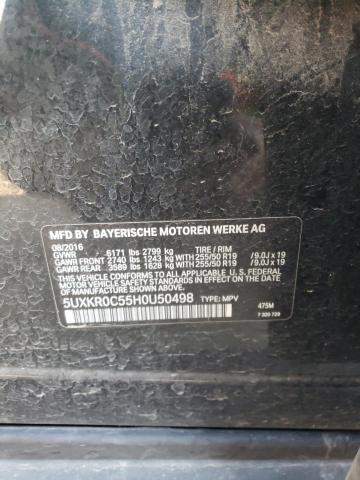 MFD BY BAYERISCHE MOTOREN WERKE AG
08/2016 TIRE / RIM
GVWR 6171 lbs 2799 kg
GAWR FRONT 2740 lbs 1243 kg 255/50 R19 /9.0J x 19
GAWR REAR 3589 lbs 1628 kg WITH 255/50 R19 /9.0J x 19
THIS VEHICLE CONFORMS TO ALL APPLICABLE U.S. FEDERAL
MOTOR VEHICLE SAFETY STANDARDS IN EFFECT ON THE DATE OF
MANUFACTURE SHOWN ABOVE.
5UXKR0C55H0U50498 TYPE: MPV 475M
7 320 729